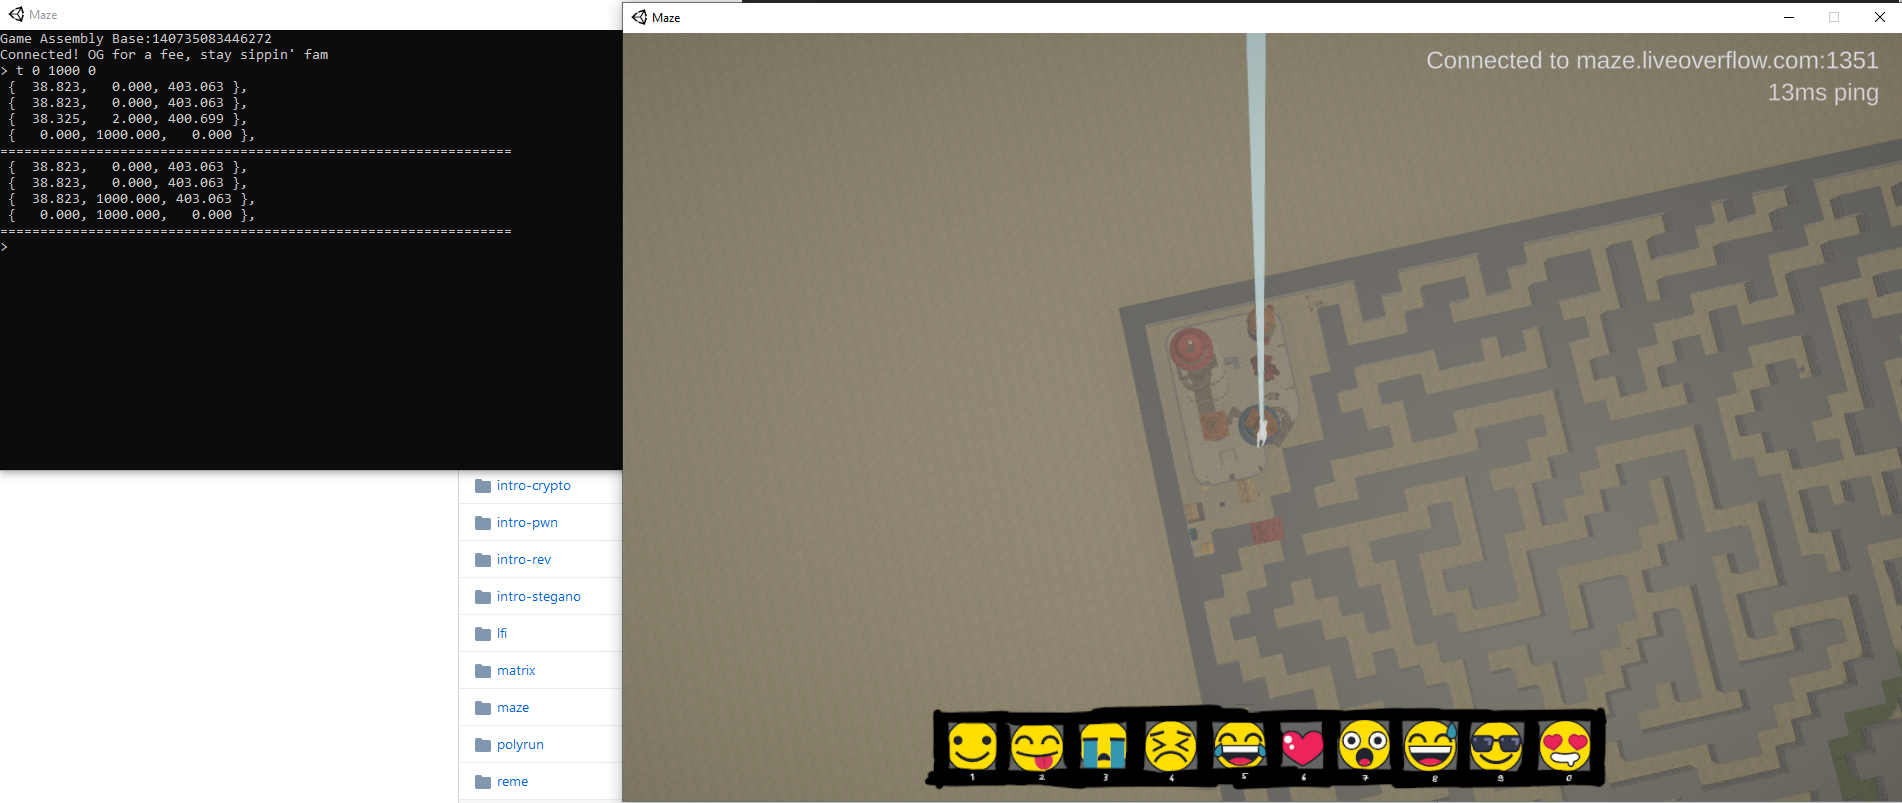 Maze
Game Assembly Base:140735083446272
Connected! OG for a fee, stay sippin' fam
> t 0 1000 0
{  38.823,   0.000, 403.063 },
{  38.823,   0.000, 403.063 },
{  38.325,   2.000, 400.699 },
{   0.000, 1000.000,   0.000 },
================================================================
{  38.823,   0.000, 403.063 },
{  38.823,   0.000, 403.063 },
{  38.823, 1000.000, 403.063 },
{   0.000, 1000.000,   0.000 },
================================================================
>
intro-crypto
intro-pwn
intro-rev
intro-stegano
lfi
matrix
maze
polyrun
reme
Maze
Connected to maze.liveoverflow.com:1351
13ms ping
1 2 3 4 5 6 7 8 9 0